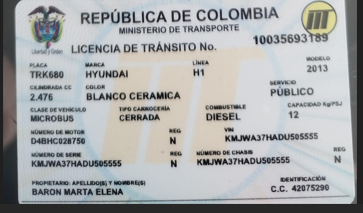 REPÚBLICA DE COLOMBIA
MINISTERIO DE TRANSPORTE
Libertad y Orden
LICENCIA DE TRÁNSITO No. 10035693189
PLACA MARCA LÍNEA MODELO
TRK680 HYUNDAI H1 2013
CILINDRADA CC COLOR SERVICIO
2.476 BLANCO CERAMICA PÚBLICO
CLASE DE VEHÍCULO TIPO CARROCERÍA COMBUSTIBLE CAPACIDAD Kg/PSJ
MICROBUS CERRADA DIESEL 12
NÚMERO DE MOTOR REG VIN
D4BHC028750 N KMJWA37HADU505555
NÚMERO DE SERIE REG NÚMERO DE CHASIS REG
KMJWA37HADU505555 N KMJWA37HADU505555 N
PROPIETARIO: APELLIDO(S) Y NOMBRE(S) IDENTIFICACIÓN
BARON MARTA ELENA C.C. 42075290